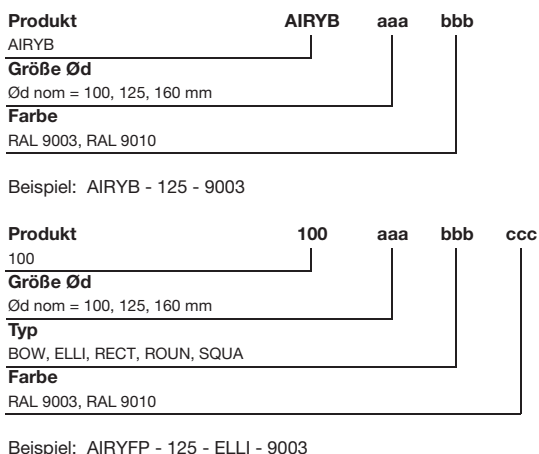 Produkt AIRYB aaa bbb
AIRYB
Größe Ød
Ød nom = 100, 125, 160 mm
Farbe
RAL 9003, RAL 9010
Beispiel: AIRYB - 125 - 9003
Produkt 100 aaa bbb ccc
100
Größe Ød
Ød nom = 100, 125, 160 mm
Typ
BOW, ELLI, RECT, ROUN, SQUA
Farbe
RAL 9003, RAL 9010
Beispiel: AIRYFP - 125 - ELLI - 9003